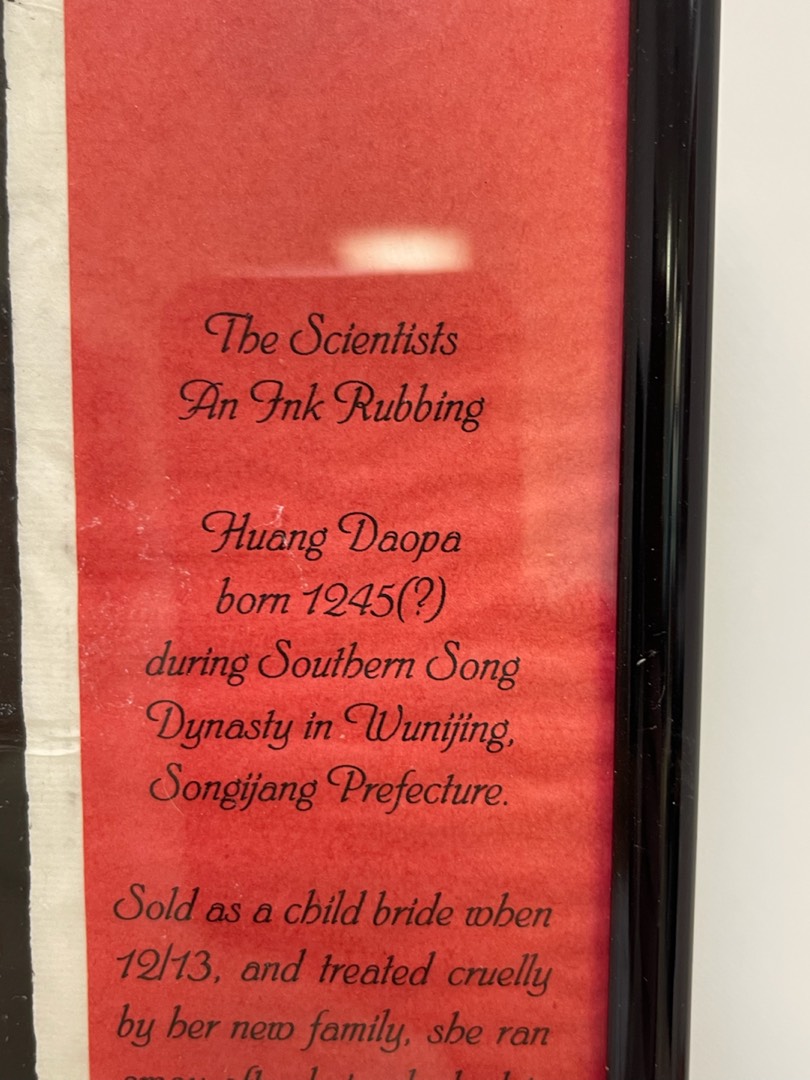 The Scientists
An Ink Rubbing
Huang Daopa
born 1245(?)
during Southern Song
Dynasty in Wunijing,
Songijang Prefecture.
Sold as a child bride when
12/13, and treated cruelly
by her new family, she ran